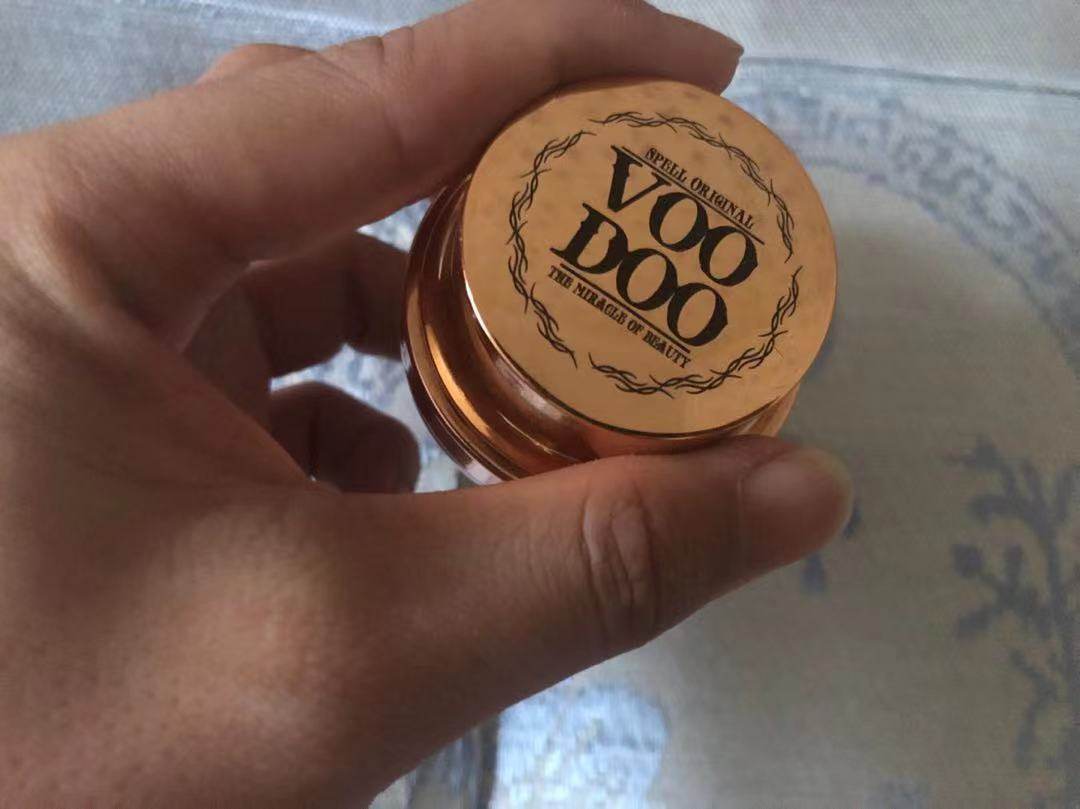 SPELL ORIGINAL
VOO
DOO
THE MIRACLE OF BEAUTY